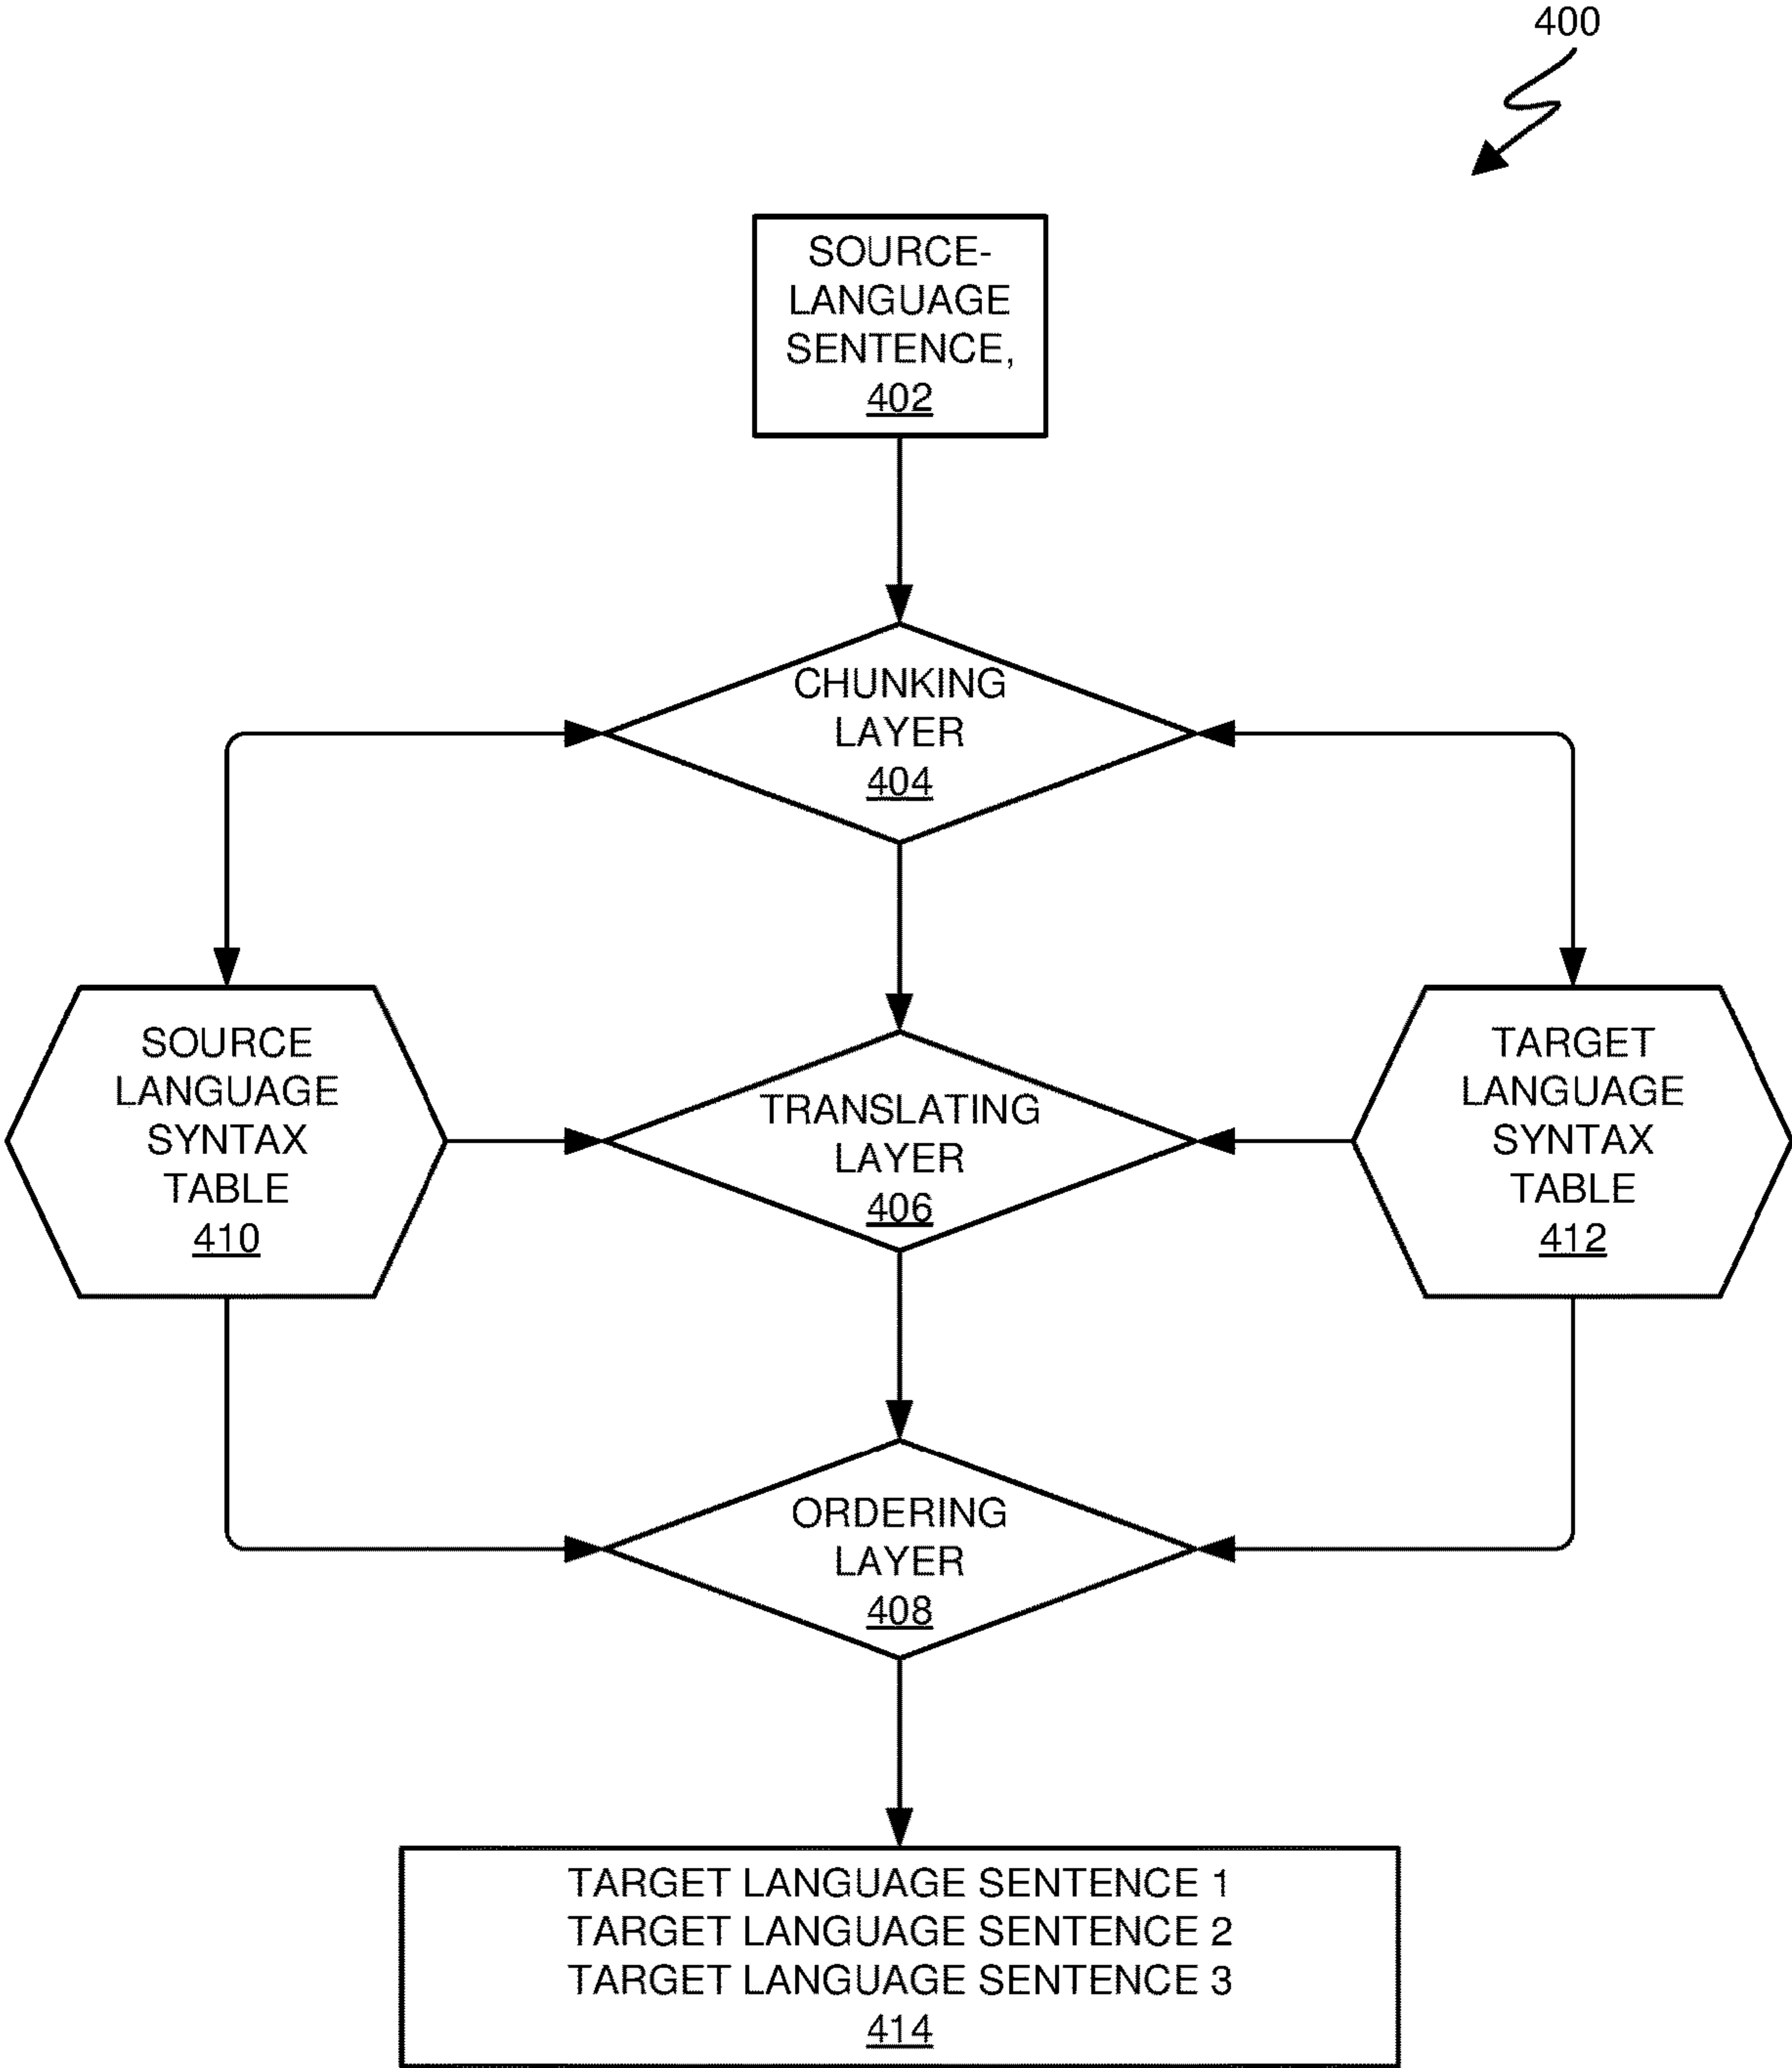 400
SOURCE-
LANGUAGE
SENTENCE,
402
CHUNKING
LAYER
404
SOURCE
LANGUAGE
SYNTAX
TABLE
410
TRANSLATING
LAYER
406
TARGET
LANGUAGE
SYNTAX
TABLE
412
ORDERING
LAYER
408
TARGET LANGUAGE SENTENCE 1
TARGET LANGUAGE SENTENCE 2
TARGET LANGUAGE SENTENCE 3
414